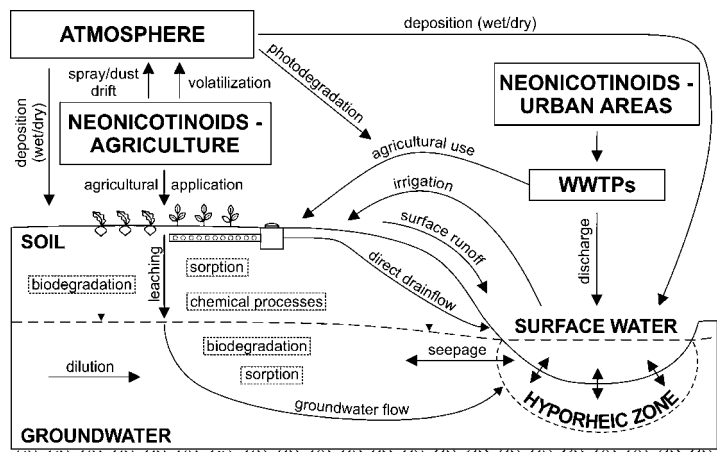 ATMOSPHERE
deposition (wet/dry)
spray/dust
drift
volatilization
photodegradation
NEONICOTINOIDS -
URBAN AREAS
deposition
(wet/dry)
NEONICOTINOIDS -
AGRICULTURE
agricultural use
WWTPs
agricultural application
irrigation
surface runoff
discharge
SOIL
leaching
sorption
direct drainflow
biodegradation
chemical processes
SURFACE WATER
biodegradation
seepage
dilution
sorption
groundwater flow
HYPORHEIC ZONE
GROUNDWATER